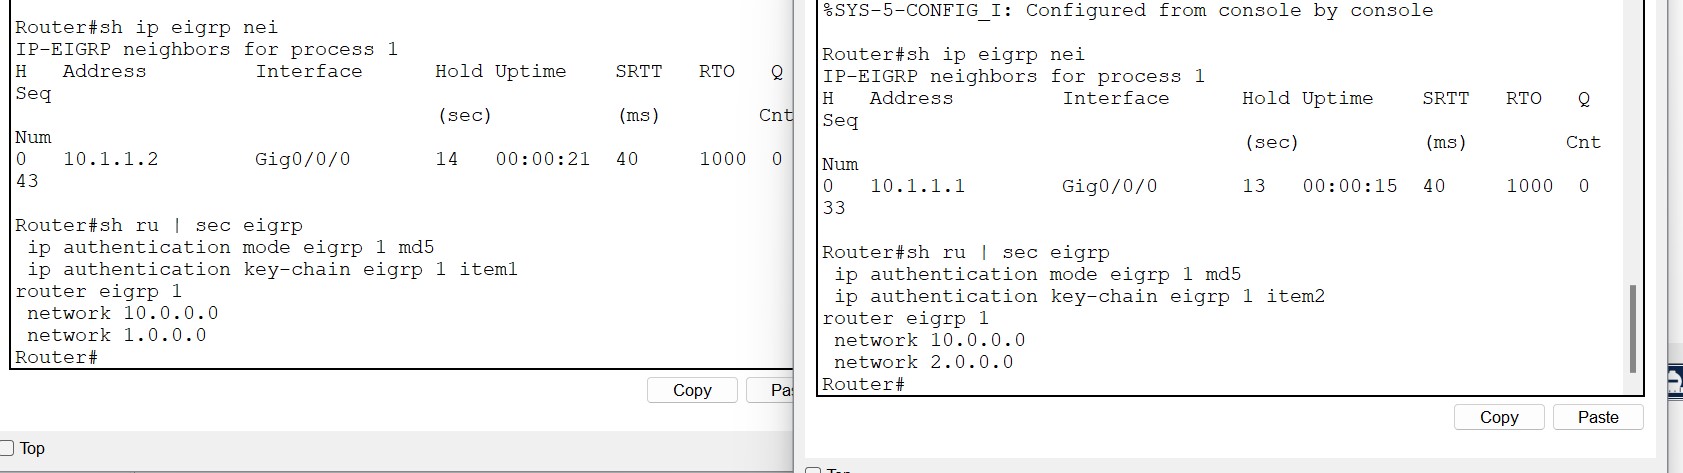 Router#sh ip eigrp nei
IP-EIGRP neighbors for process 1
H   Address         Interface      Hold Uptime    SRTT   RTO   Q
Seq
(sec)           (ms)        Cnt
Num
0   10.1.1.2        Gig0/0/0       14   00:00:21  40     1000  0
43
Router#sh ru | sec eigrp
ip authentication mode eigrp 1 md5
ip authentication key-chain eigrp 1 item1
router eigrp 1
network 10.0.0.0
network 1.0.0.0
Router#
Copy
Top
%SYS-5-CONFIG_I: Configured from console by console
Router#sh ip eigrp nei
IP-EIGRP neighbors for process 1
H   Address         Interface      Hold Uptime    SRTT   RTO   Q
Seq
(sec)           (ms)        Cnt
Num
0   10.1.1.1        Gig0/0/0       13   00:00:15  40     1000  0
33
Router#sh ru | sec eigrp
ip authentication mode eigrp 1 md5
ip authentication key-chain eigrp 1 item2
router eigrp 1
network 10.0.0.0
network 2.0.0.0
Router#
Copy
Paste